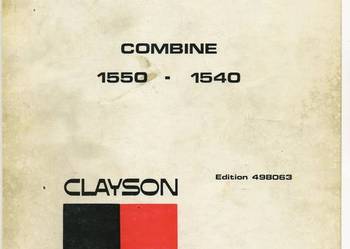 COMBINE
1550 - 1540
Edition 498063
CLAYSON